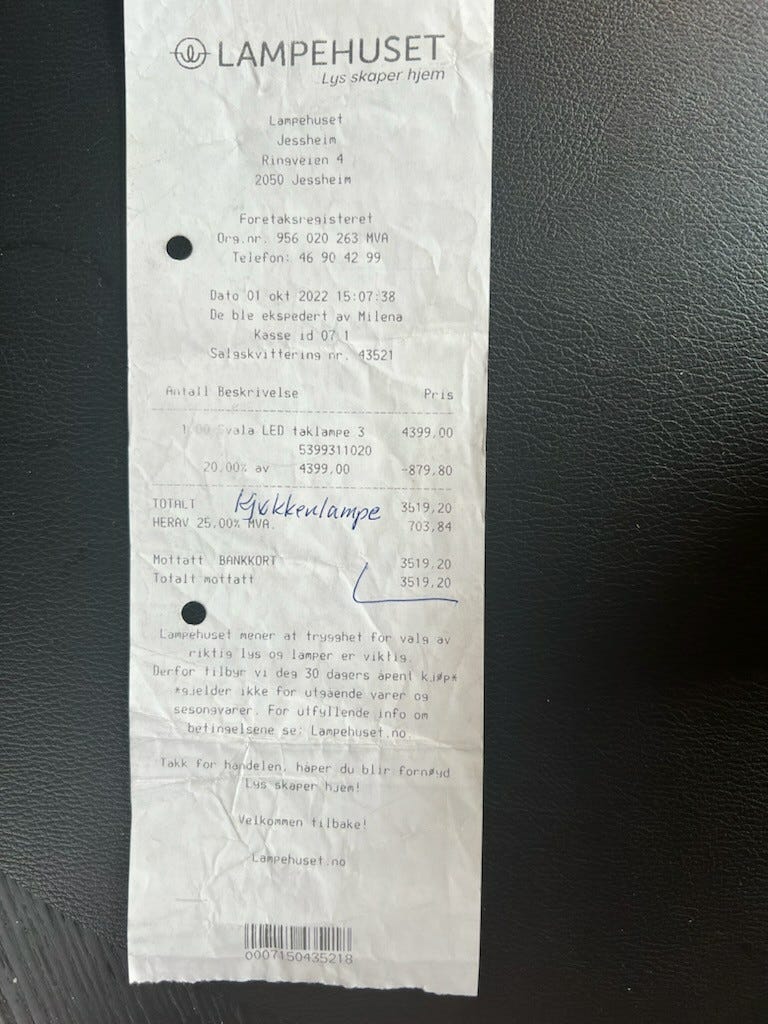 LAMPEHUSET
Lys skaper hjem
Lampehuset
Jessheim
Ringveien 4
2050 Jessheim
Foretaksregisteret
Org.nr. 956 020 263 MVA
Telefon: 46 90 42 99
Dato 01 okt 2022 15:07:38
De ble ekspedert av Milena
Kasse id 07 1
Salgskvittering nr. 43521
Antall Beskrivelse Pris
1,00 Svala LED taklampe 3 4399,00
5399311020
20,00% av 4399,00 -879,80
TOTALT Kjøkkenlampe 3519,20
HERAV 25,00% MVA. 703,84
Mottatt BANKKORT 3519,20
Totalt mottatt 3519,20
Lampehuset mener at trygghet for valg av
riktig lys og lamper er viktig.
Derfor tilbyr vi deg 30 dagers åpent kjøp*
*gjelder ikke for utgående varer og
sesongvarer. For utfyllende info om
betingelsene se: Lampehuset.no.
Takk for handelen, håper du blir fornøyd
Lys skaper hjem!
Velkommen tilbake!
Lampehuset.no
0007150435218